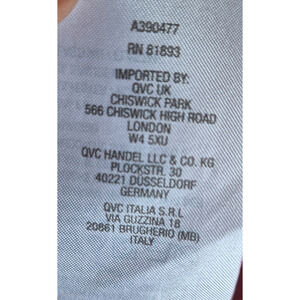 A390477
RN 81893
IMPORTED BY:
QVC UK
CHISWICK PARK
566 CHISWICK HIGH ROAD
LONDON
W4 5XU
QVC HANDEL LLC & CO. KG
PLOCKSTR. 30
40221 DÜSSELDORF
GERMANY
QVC ITALIA S.R.L
VIA GUZZINA 18
20861 BRUGHERIO (MB)
ITALY